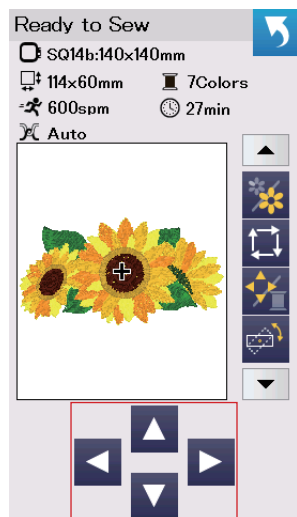 Ready to Sew
SQ14b:140x140mm
114x60mm 7Colors
600spm 27min
Auto